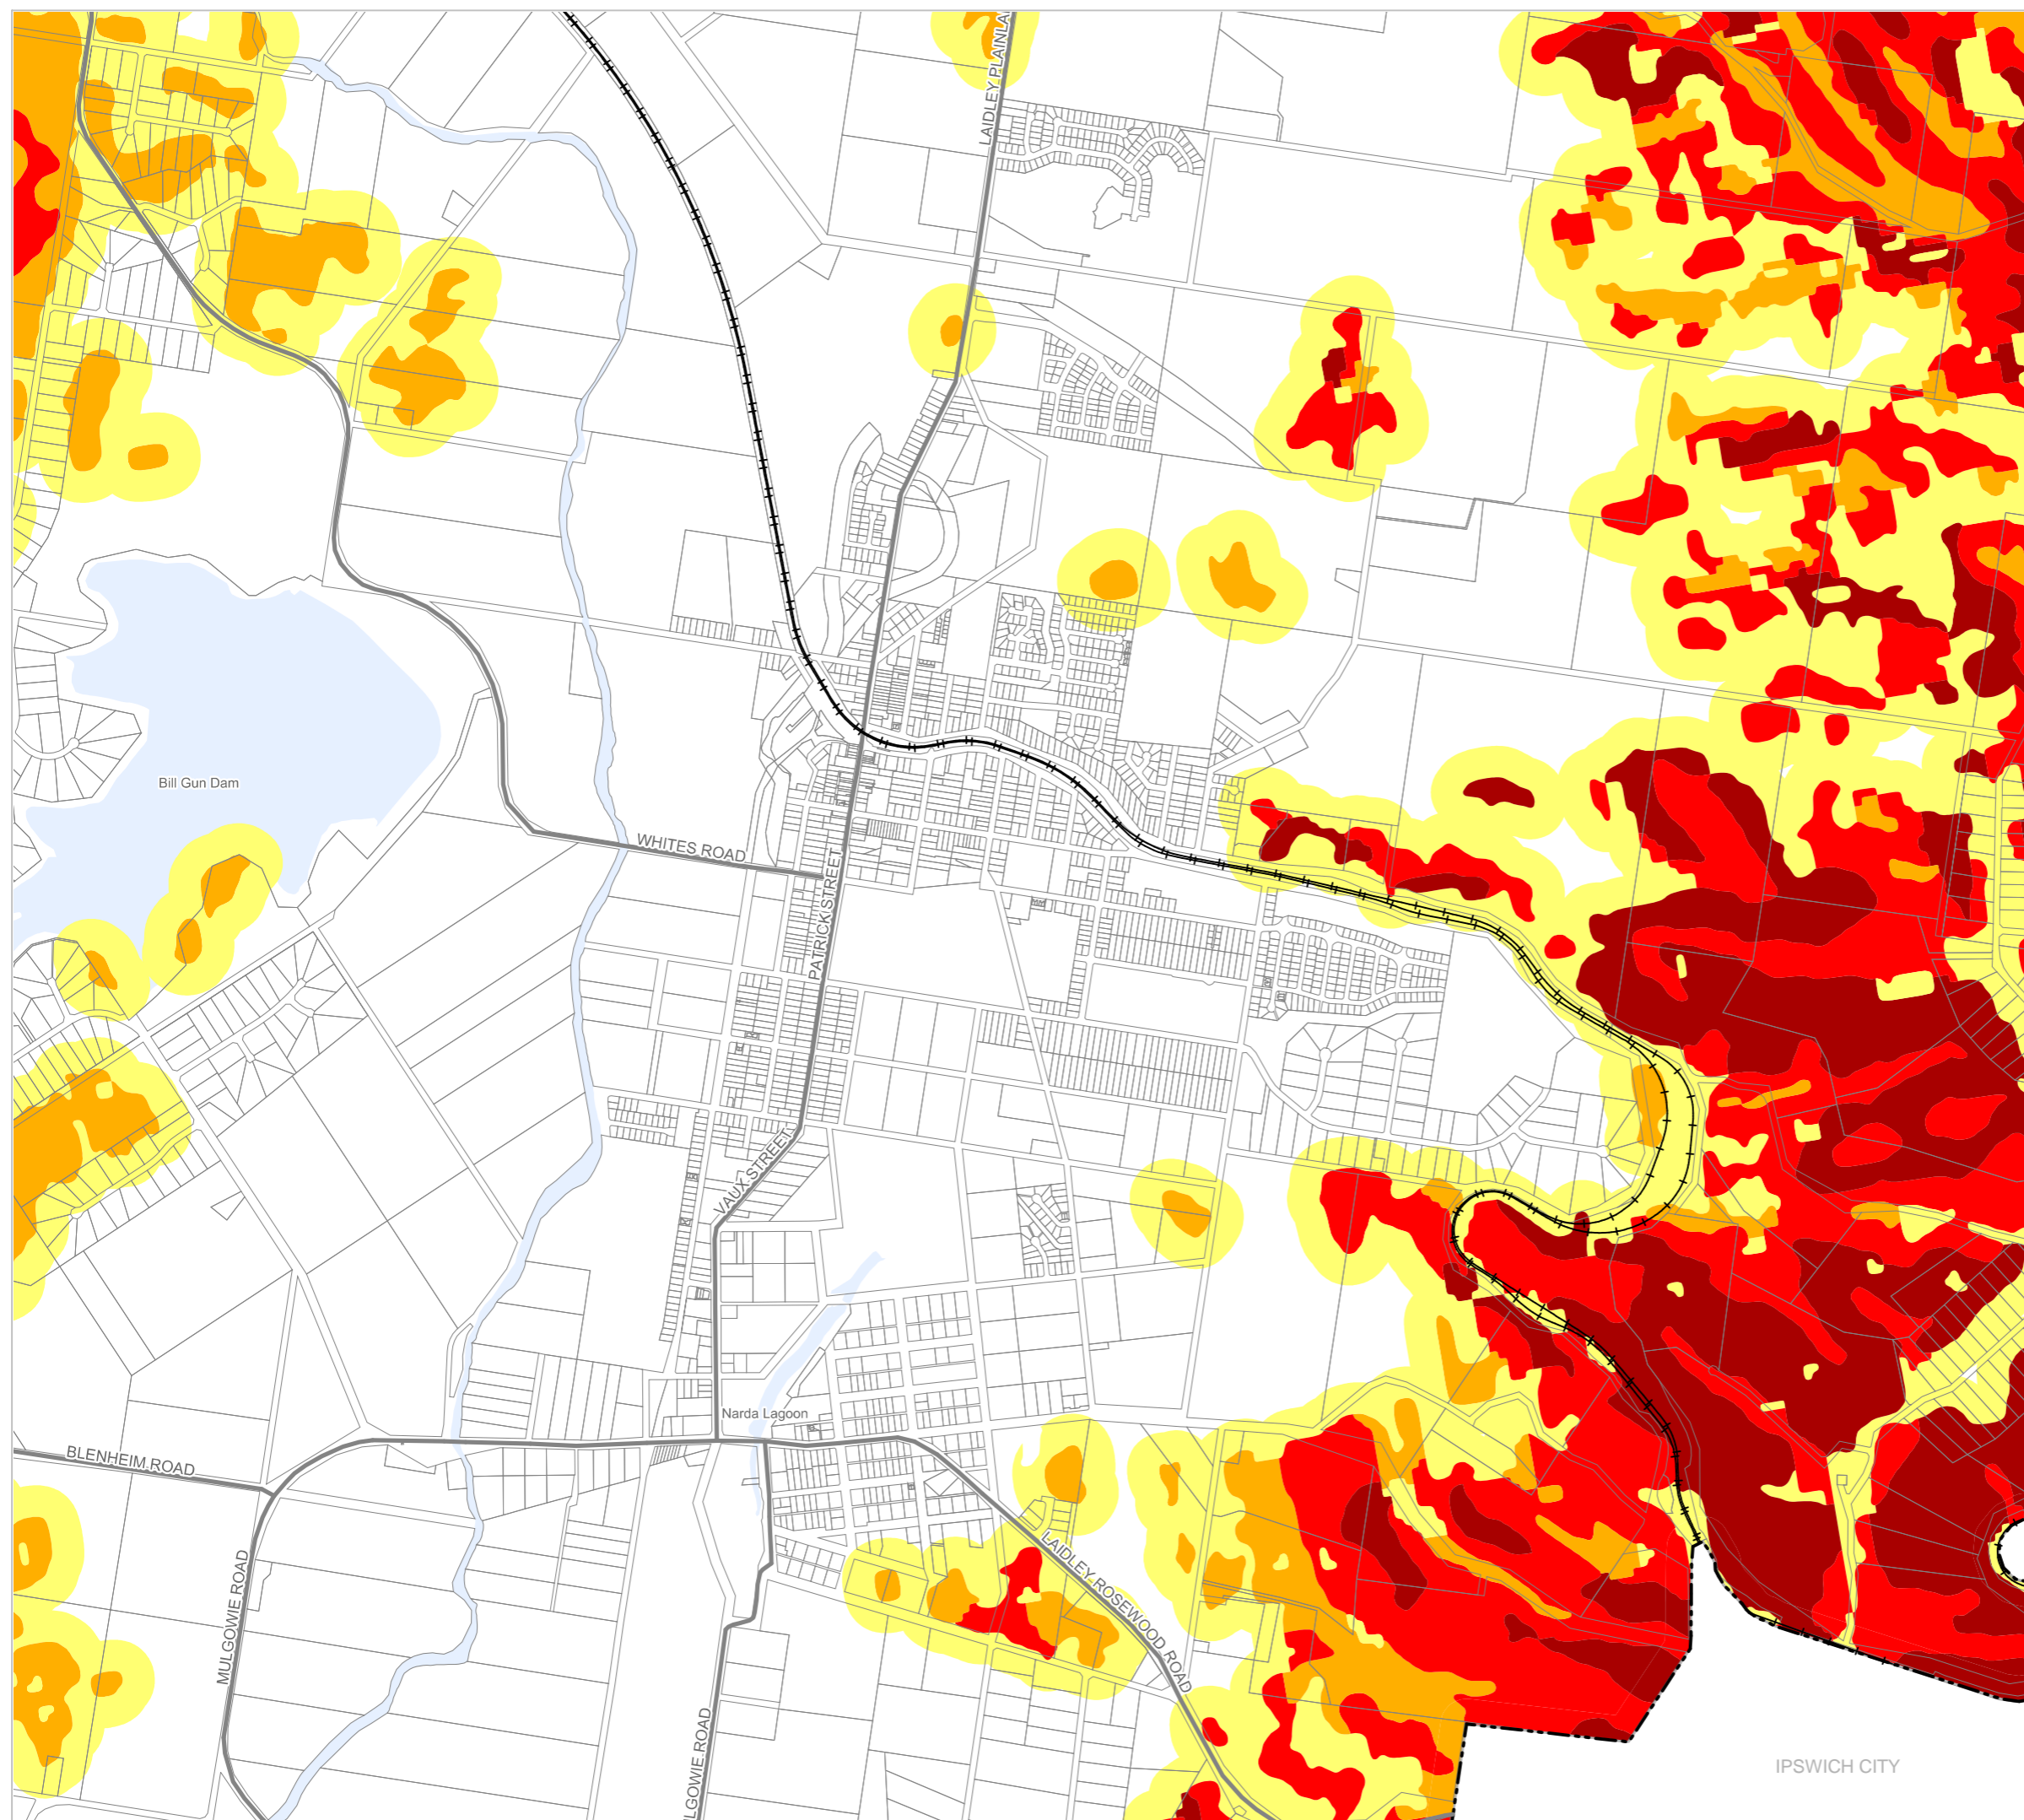 LAIDLEY PLAINLA
Bill Gun Dam
WHITES ROAD
PATRICK STREET
VAUX STREET
Narda Lagoon
BLENHEIM ROAD
MULGOWIE ROAD
LAIDLEY ROSEWOOD ROAD
LGOWIE ROAD
IPSWICH CITY